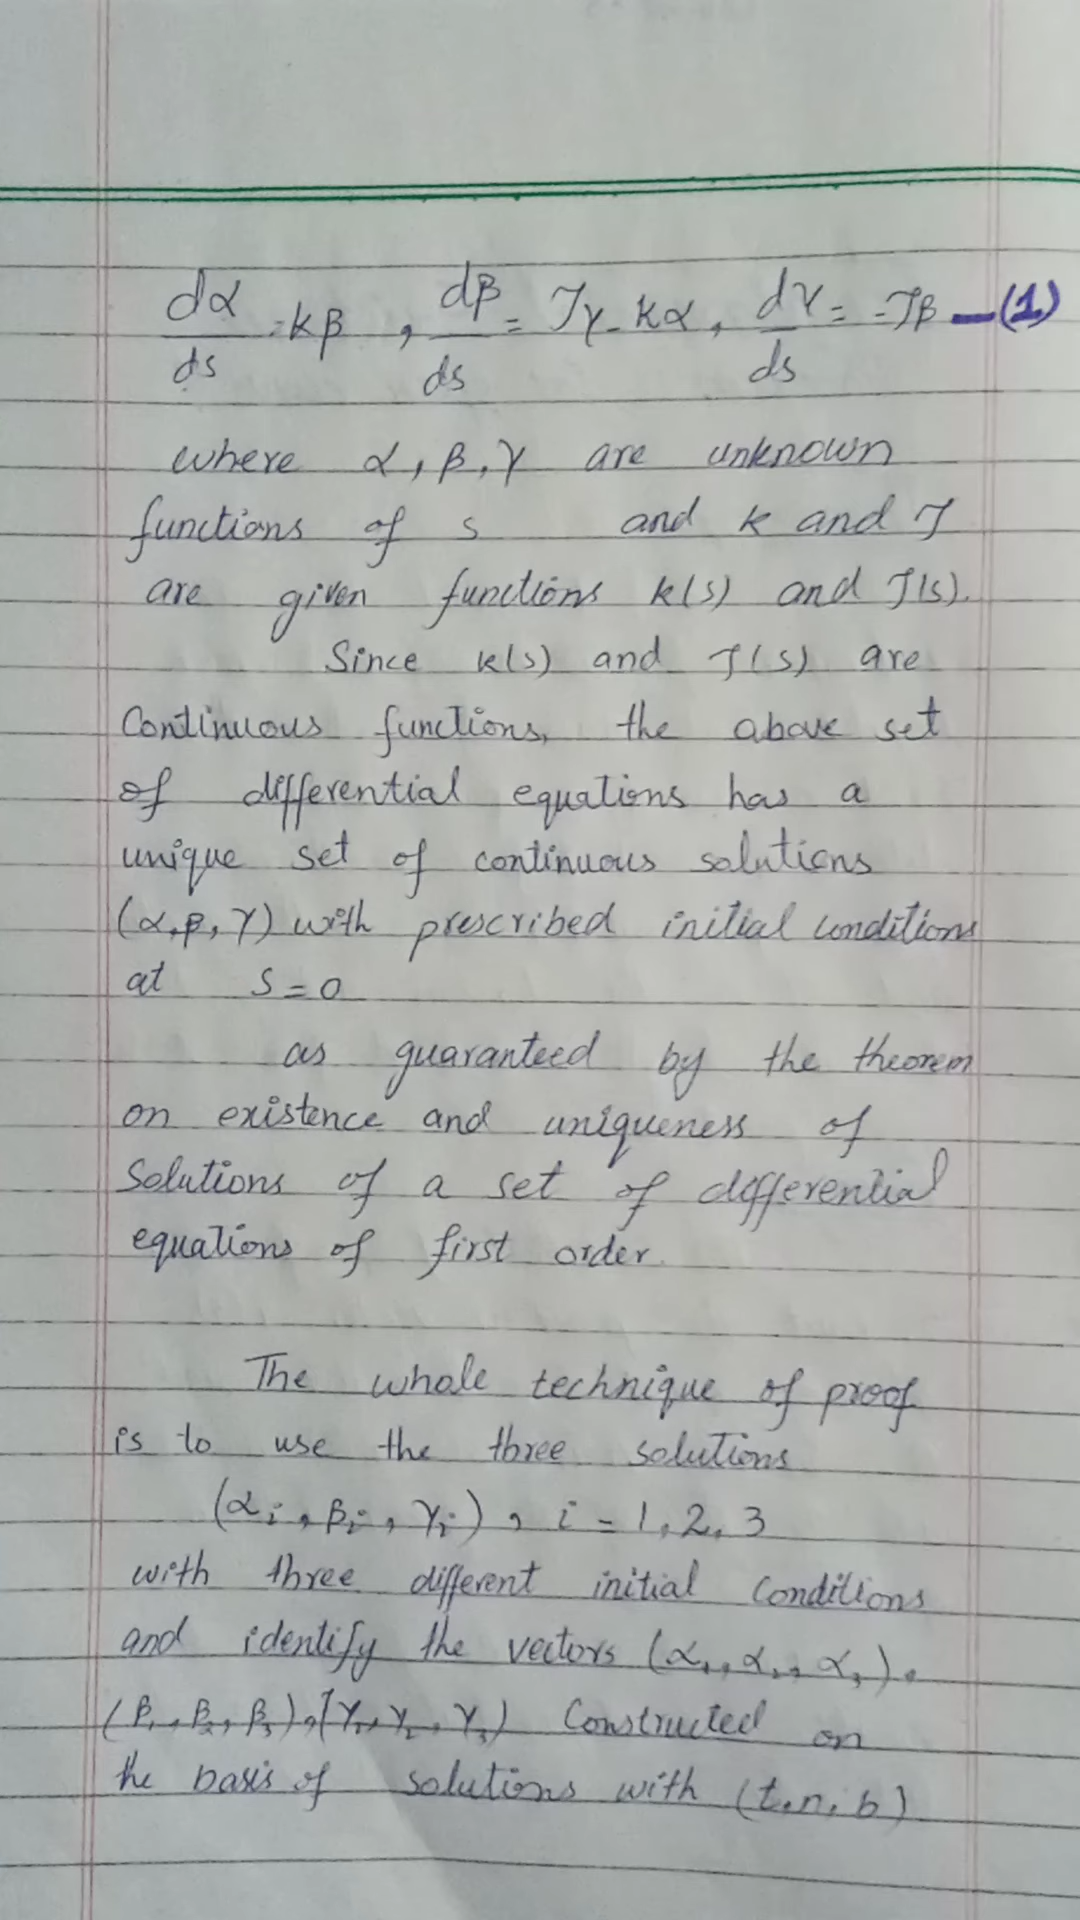 dα/ds = kβ , dβ/ds = τγ - kα, dγ/ds = -τβ —(1)
where α, β, γ are unknown
functions of s and k and τ
are given functions k(s) and τ(s).
Since k(s) and τ(s) are
Continuous functions, the above set
of differential equations has a
unique set of continuous solutions
(α, β, γ) with prescribed initial conditions
at s = 0
as guaranteed by the theorem
on existence and uniqueness of
Solutions of a set of differential
equations of first order.
The whole technique of proof
is to use the three solutions
(αi, βi, γi) , i = 1, 2, 3
with three different initial conditions
and identify the vectors (α1, α2, α3),
(β1, β2, β3), (γ1, γ2, γ3) Constructed on
the basis of solutions with (t, n, b)